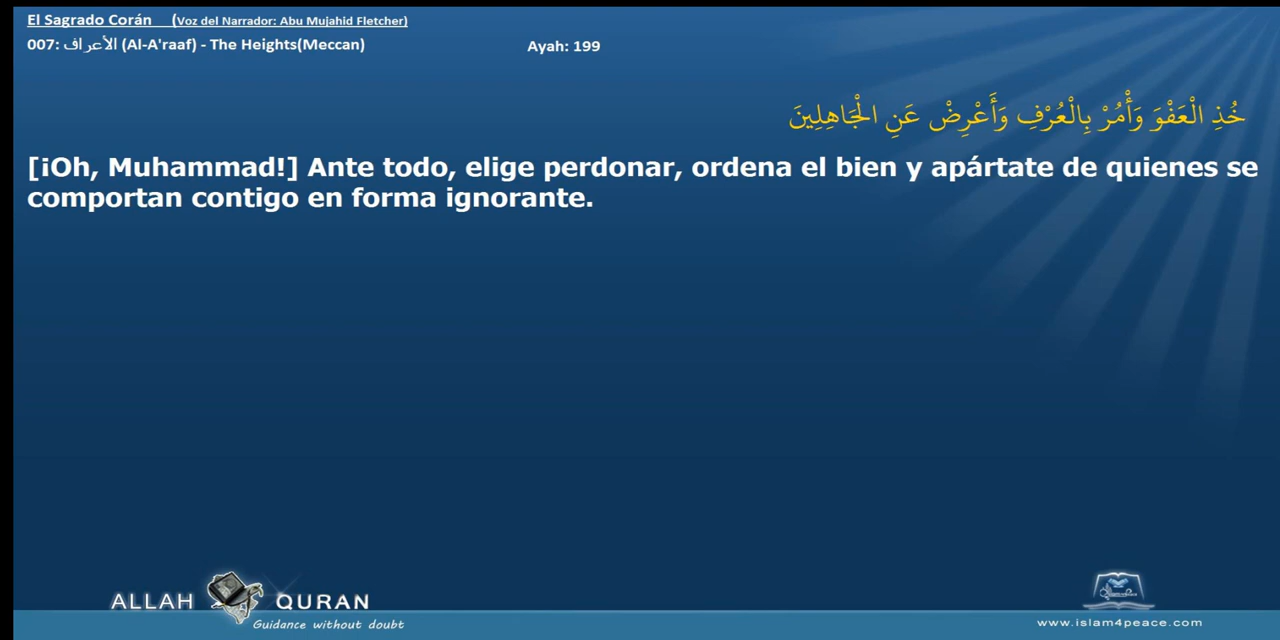 El Sagrado Corán (Voz del Narrador: Abu Mujahid Fletcher)
007: الأعراف (Al-A'raaf) - The Heights(Meccan) Ayah: 199
خُذِ الْعَفْوَ وَأْمُرْ بِالْعُرْفِ وَأَعْرِضْ عَنِ الْجَاهِلِينَ
[¡Oh, Muhammad!] Ante todo, elige perdonar, ordena el bien y apártate de quienes se
comportan contigo en forma ignorante.
ALLAH QURAN
Guidance without doubt
www.islam4peace.com